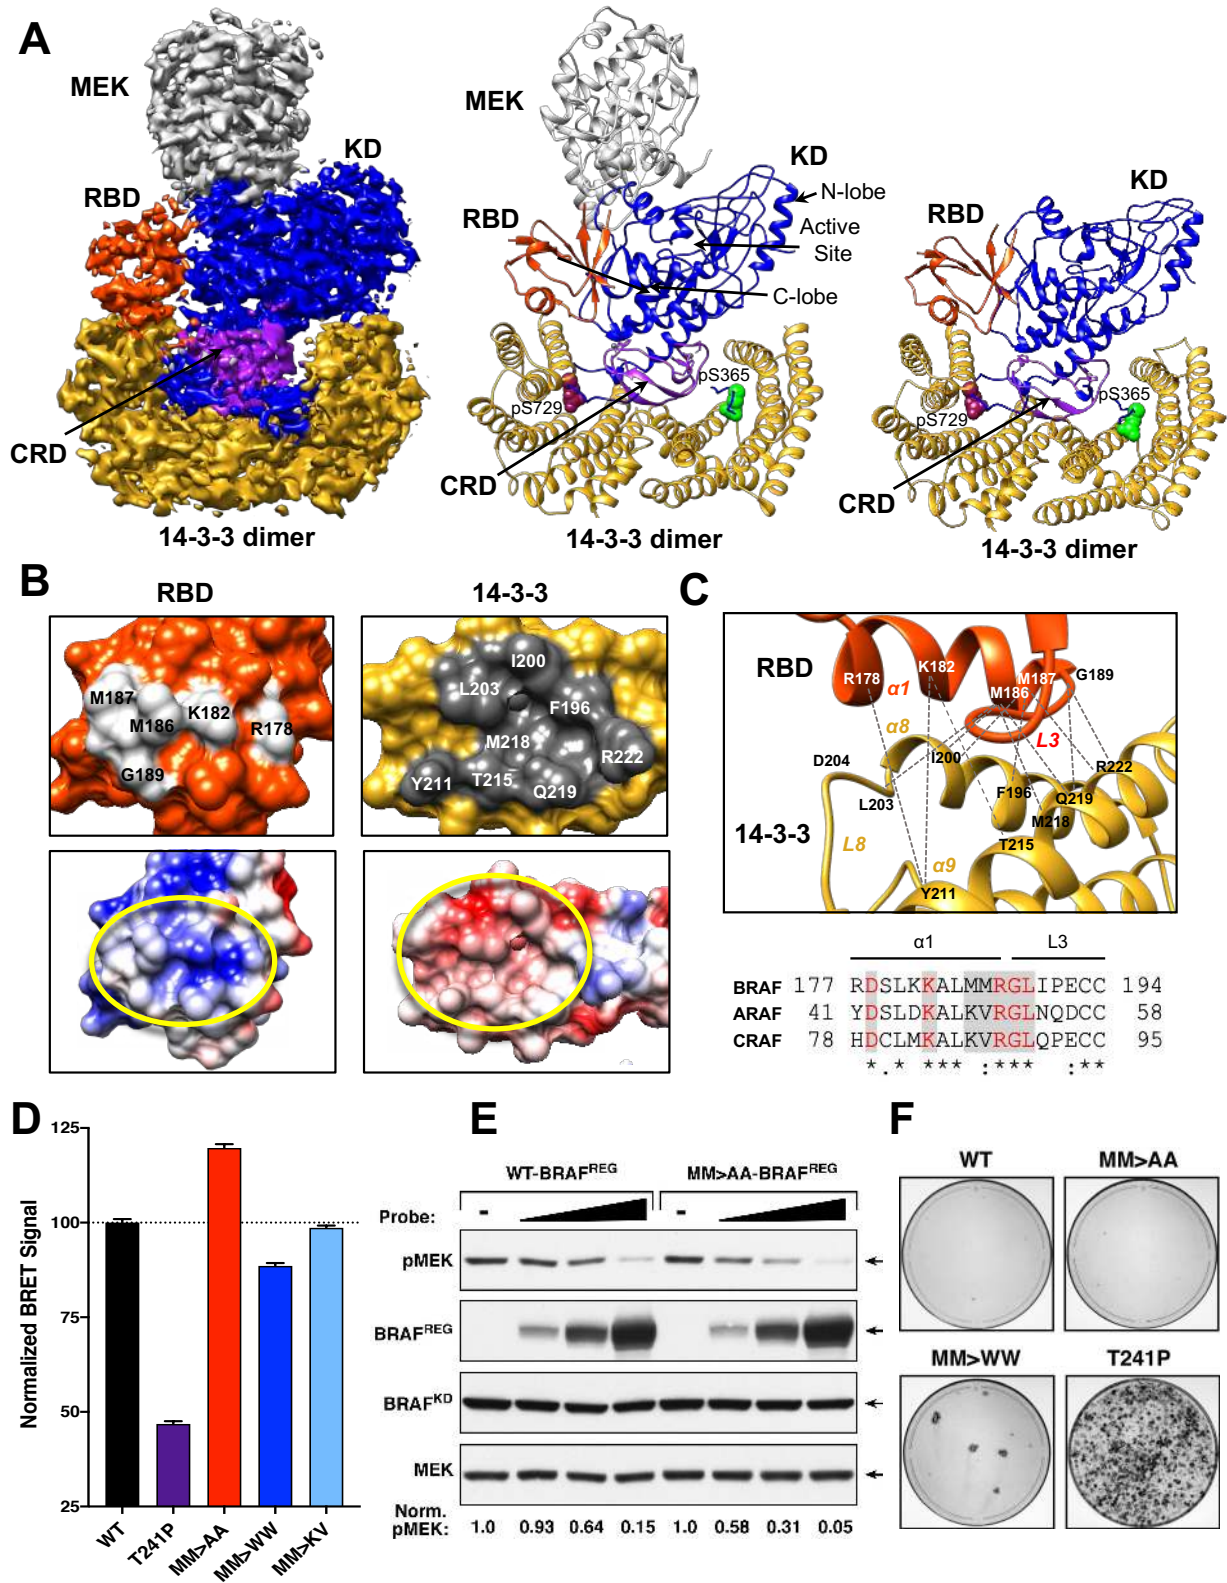 A
MEK
KD
RBD
CRD
14-3-3 dimer
MEK
KD
N-lobe
RBD
Active
Site
C-lobe
pS365
pS729
CRD
14-3-3 dimer
KD
RBD
pS365
pS729
CRD
14-3-3 dimer
B
RBD
14-3-3
M187
M186
K182
R178
G189
I200
L203
F196
M218
R222
Y211
T215
Q219
C
RBD
R178
K182
M187
G189
M186
α1
α8
L3
D204
I200
R222
L203
F196
Q219
M218
14-3-3
L8
T215
α9
Y211
α1 L3
BRAF 177 RDSLKKALMMRGLIPECC 194
ARAF 41 YDSLDKALKVRGLNQDCC 58
CRAF 78 HDCLMKALKVRGLQPECC 95
*.* *** :*** :**
D
125
100
75
50
25
Normalized BRET Signal
WT
T241P
MM>AA
MM>WW
MM>KV
E
WT-BRAFREG MM>AA-BRAFREG
Probe: - -
pMEK
BRAFREG
BRAFKD
MEK
Norm.
pMEK: 1.0 0.93 0.64 0.15 1.0 0.58 0.31 0.05
F
WT MM>AA
MM>WW T241P